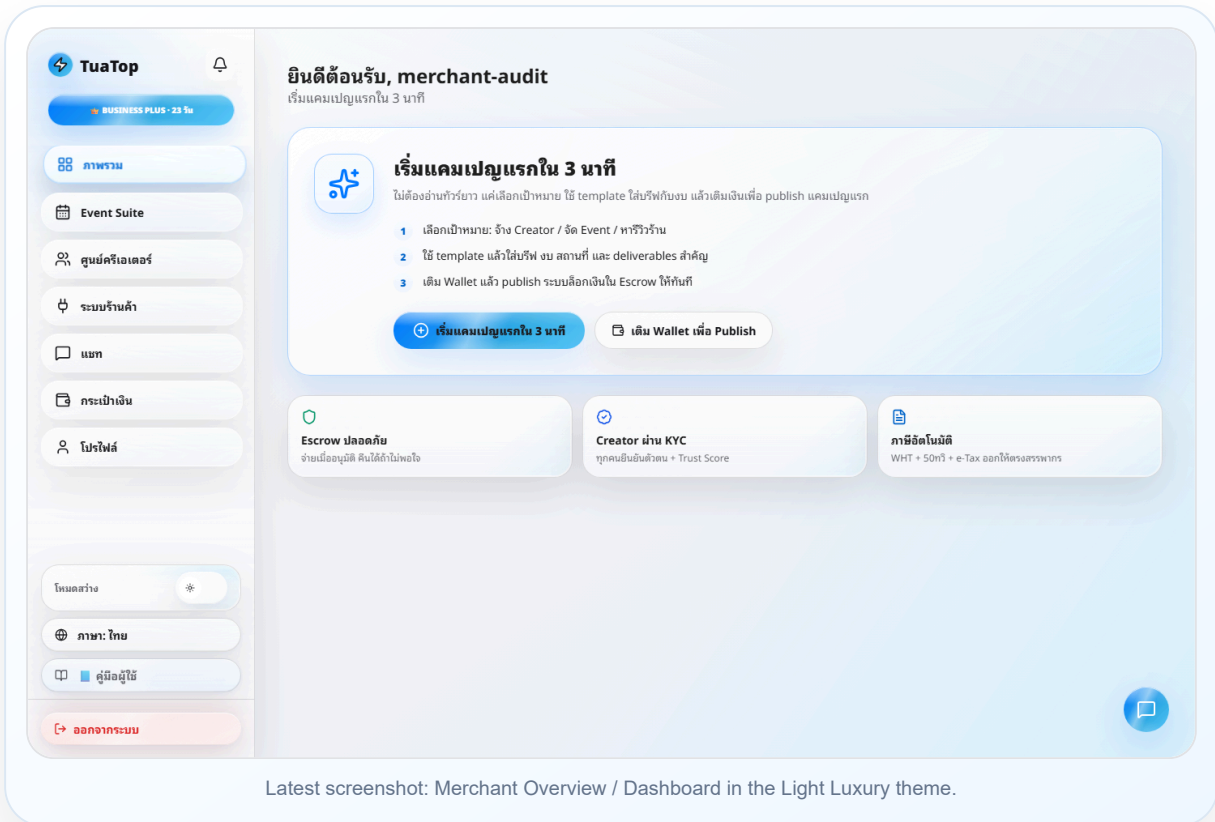 TuaTop
BUSINESS PLUS · 23 วัน
ภาพรวม
Event Suite
ศูนย์ครีเอเตอร์
ระบบร้านค้า
แชท
กระเป๋าเงิน
โปรไฟล์
โหมดสว่าง
ภาษา: ไทย
คู่มือผู้ใช้
ออกจากระบบ
ยินดีต้อนรับ, merchant-audit
เริ่มแคมเปญแรกใน 3 นาที
เริ่มแคมเปญแรกใน 3 นาที
ไม่ต้องอ่านทัวร์ยาว แค่เลือกเป้าหมาย ใช้ template ใส่บรีฟกับงบ แล้วเติมเงินเพื่อ publish แคมเปญแรก
1 เลือกเป้าหมาย: จ้าง Creator / จัด Event / หารีวิวร้าน
2 ใช้ template แล้วใส่บรีฟ งบ สถานที่ และ deliverables สำคัญ
3 เติม Wallet แล้ว publish ระบบล็อกเงินใน Escrow ให้ทันที
เริ่มแคมเปญแรกใน 3 นาที
เติม Wallet เพื่อ Publish
Escrow ปลอดภัย
จ่ายเมื่ออนุมัติ คืนได้ถ้าไม่พอใจ
Creator ผ่าน KYC
ทุกคนยืนยันตัวตน + Trust Score
ภาษีอัตโนมัติ
WHT + 50ทวิ + e-Tax ออกให้ตรงสรรพากร
Latest screenshot: Merchant Overview / Dashboard in the Light Luxury theme.